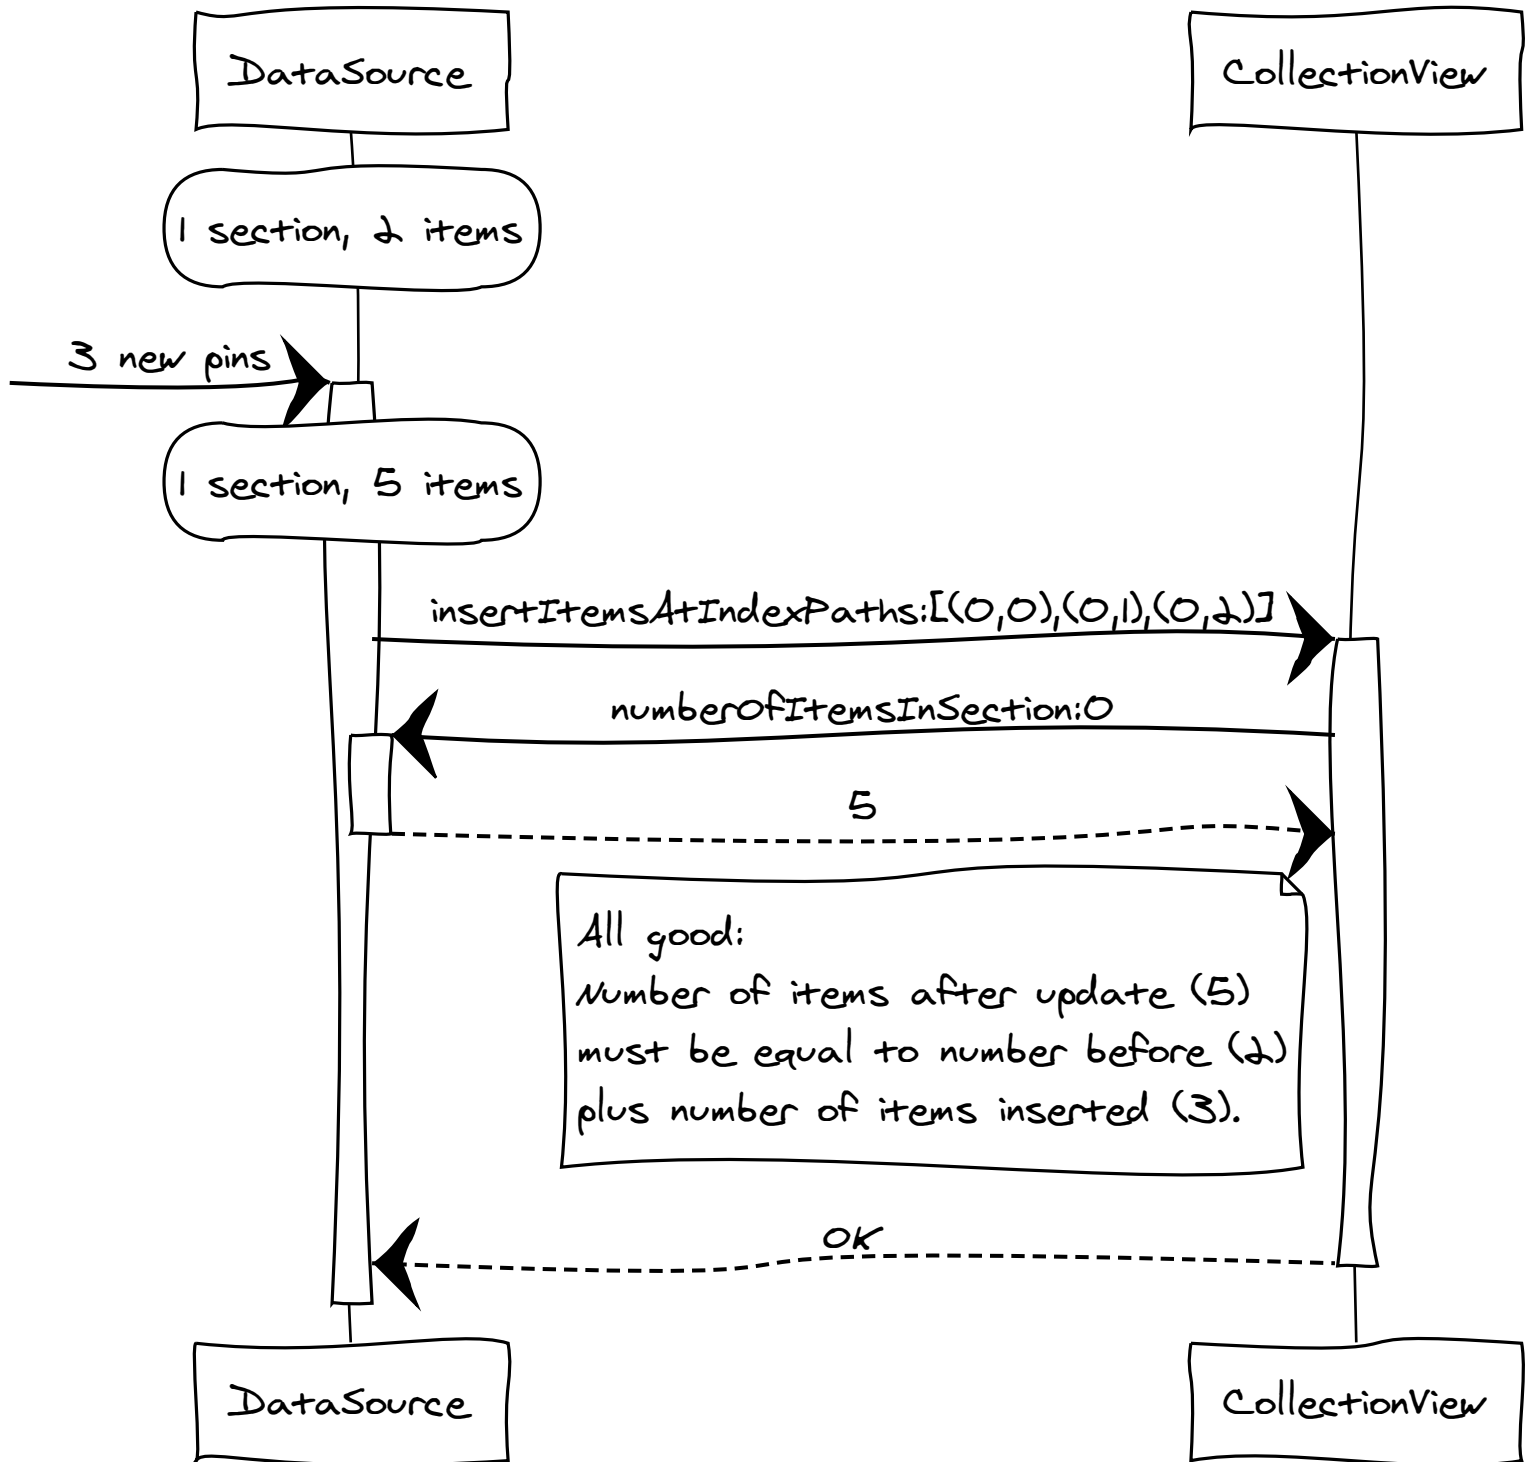 DataSource
CollectionView
1 section, 2 items
3 new pins
1 section, 5 items
insertItemsAtIndexPaths:[(0,0),(0,1),(0,2)]
numberOfItemsInSection:0
5
All good:
Number of items after update (5)
must be equal to number before (2)
plus number of items inserted (3).
OK
DataSource
CollectionView